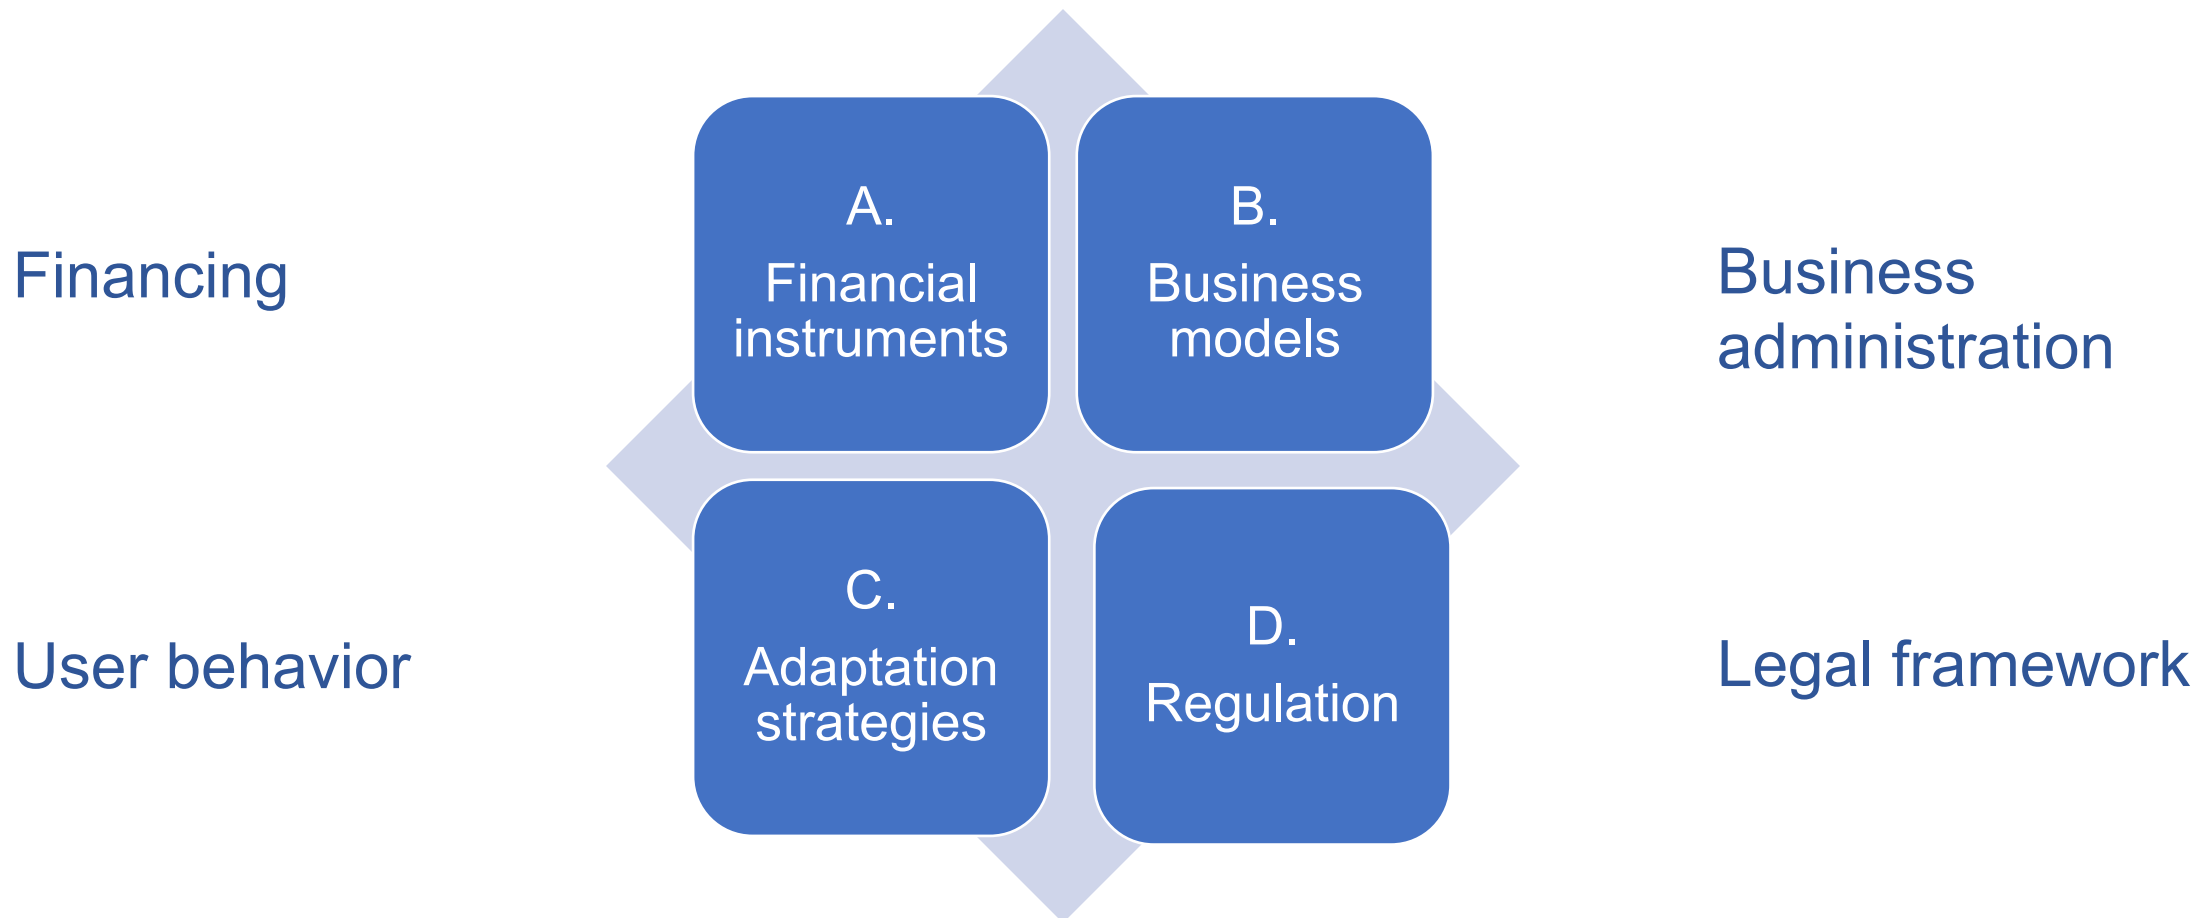 Financing
A.
Financial
instruments
B.
Business
models
Business
administration
User behavior
C.
Adaptation
strategies
D.
Regulation
Legal framework